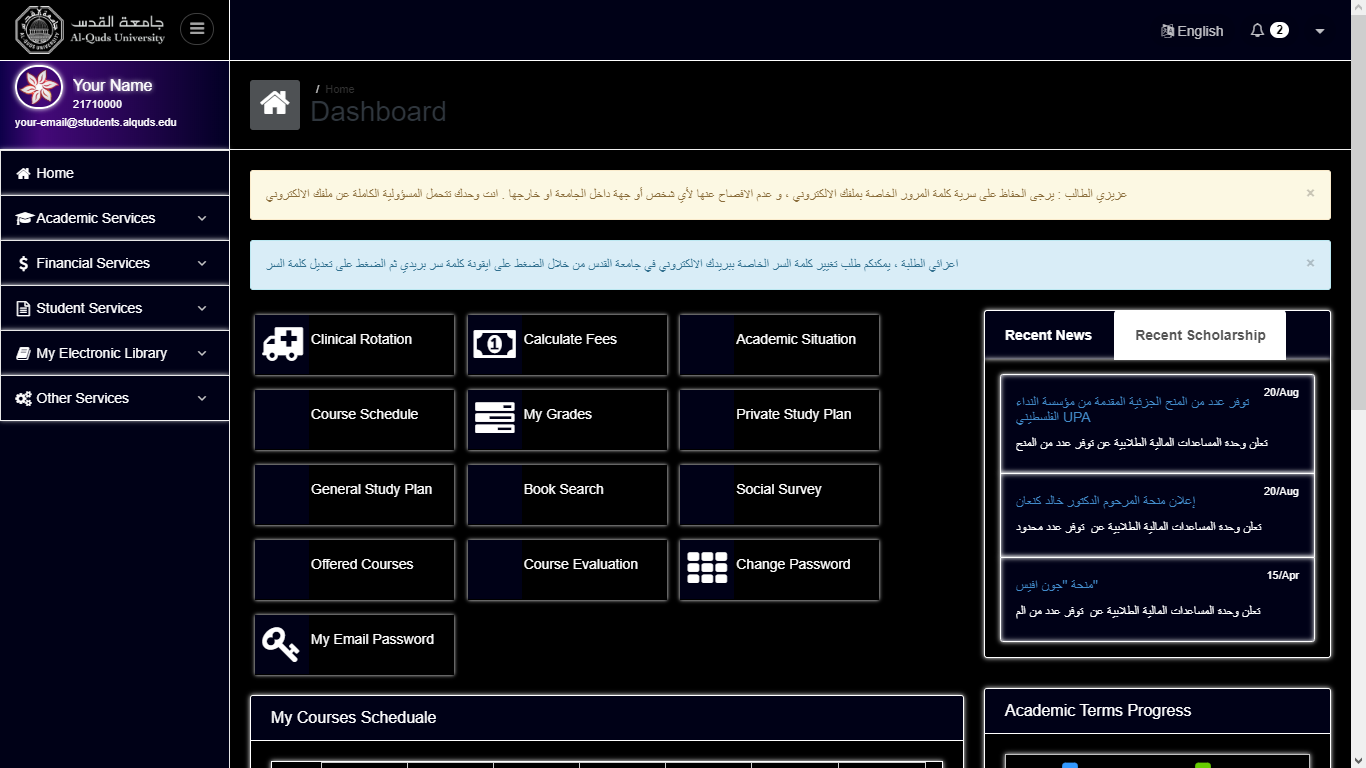 جامعة القدس
Al-Quds University
English
2
Your Name
21710000
your-email@students.alquds.edu
Home
Academic Services
Financial Services
Student Services
My Electronic Library
Other Services
/ Home
Dashboard
عزيزي الطالب : يرجى الحفاظ على سرية كلمة المرور الخاصة بملفك الالكتروني ، و عدم الافصاح عنها لأي شخص أو جهة داخل الجامعة او خارجها . انت وحدك تتحمل المسؤولية الكاملة عن ملفك الالكتروني
×
اعزائي الطلبة ، يمكنكم طلب تغيير كلمة السر الخاصة ببريدك الالكتروني في جامعة القدس من خلال الضغط على ايقونة كلمة سر بريدي ثم الضغط على تعديل كلمة السر
×
Clinical Rotation
Calculate Fees
Academic Situation
Course Schedule
My Grades
Private Study Plan
General Study Plan
Book Search
Social Survey
Offered Courses
Course Evaluation
Change Password
My Email Password
Recent News
Recent Scholarship
20/Aug
توفر عدد من المنح الجزئية المقدمة من مؤسسة النداء
الفلسطيني UPA
تعلن وحدة المساعدات المالية الطلابية عن توفر عدد من المنح
20/Aug
إعلان منحة المرحوم الدكتور خالد كنعان
تعلن وحدة المساعدات المالية الطلابية عن توفر عدد محدود
15/Apr
منحة "جون افيس"
تعلن وحدة المساعدات المالية الطلابية عن توفر عدد من الم
My Courses Scheduale
Academic Terms Progress